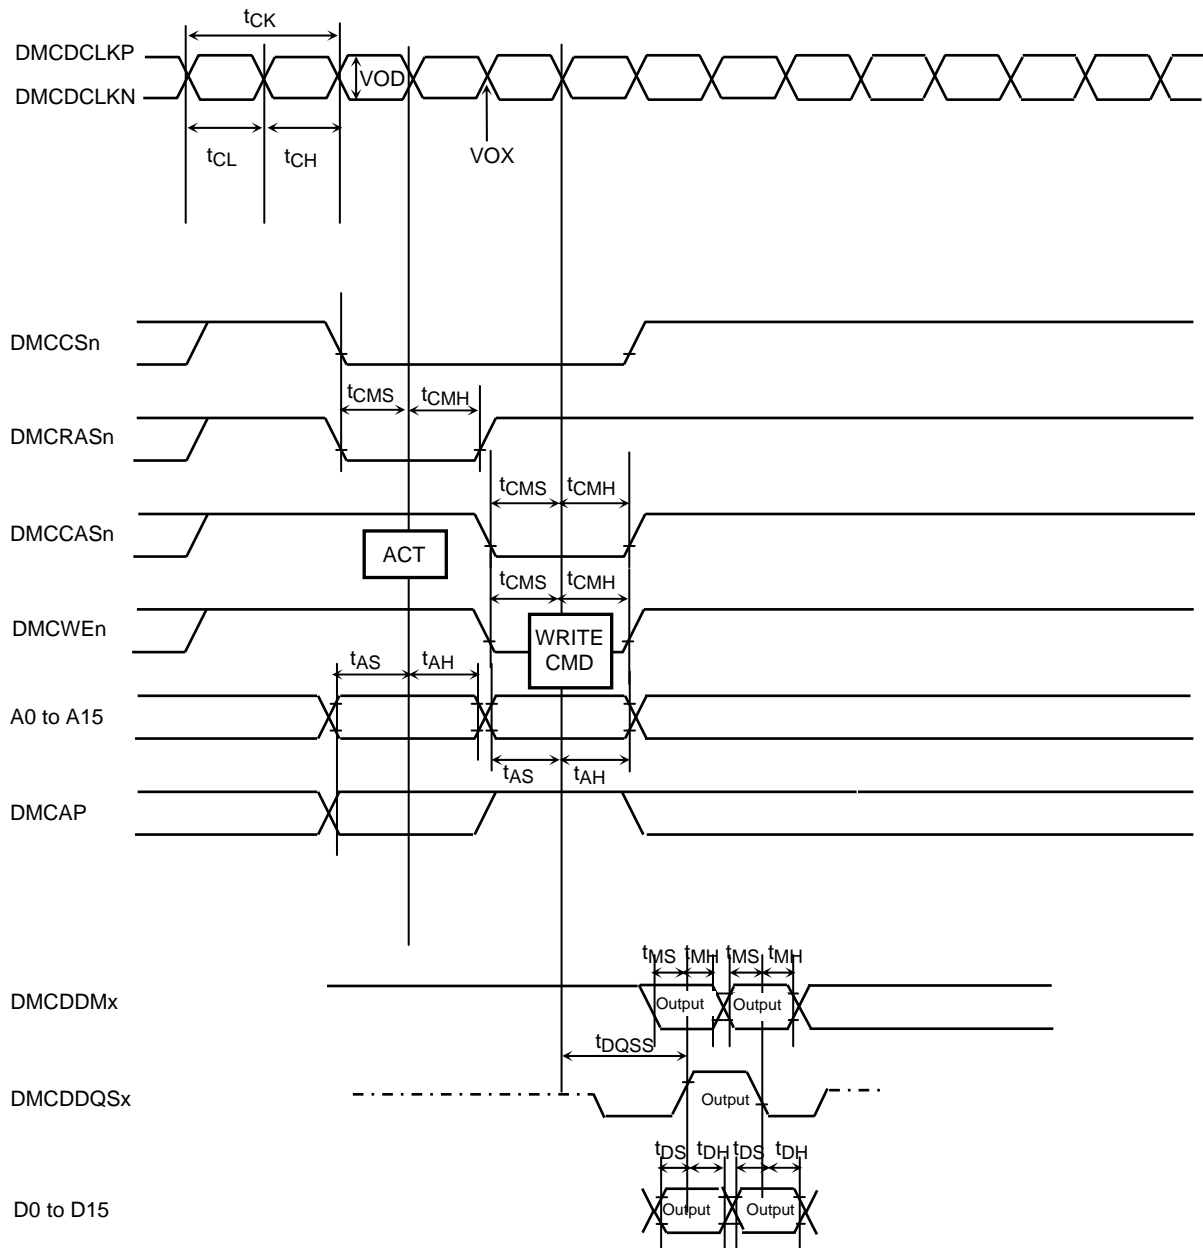 tCK
DMCDCLKP
VOD
DMCDCLKN
tCL
tCH
VOX
DMCCSn
tCMS
tCMH
DMCRASn
tCMS
tCMH
DMCCASn
ACT
tCMS
tCMH
DMCWEn
WRITE
CMD
tAS
tAH
A0 to A15
tAS
tAH
DMCAP
tMS
tMH
tMS
tMH
DMCDDMx
Output
Output
tDQSS
DMCDDQSx
Output
tDS
tDH
tDS
tDH
D0 to D15
Output
Output